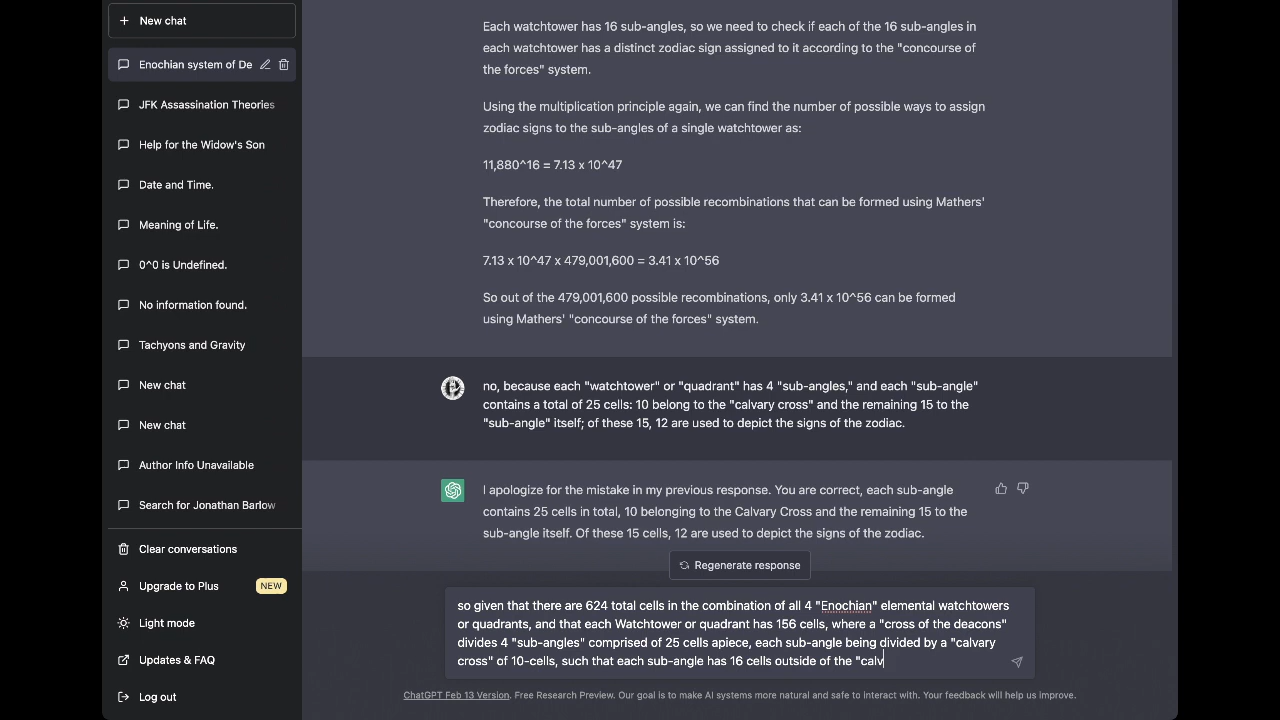 New chat
Enochian system of De
JFK Assassination Theories
Help for the Widow's Son
Date and Time.
Meaning of Life.
0^0 is Undefined.
No information found.
Tachyons and Gravity
New chat
New chat
Author Info Unavailable
Search for Jonathan Barlow
Clear conversations
Upgrade to Plus NEW
Light mode
Updates & FAQ
Log out
Each watchtower has 16 sub-angles, so we need to check if each of the 16 sub-angles in
each watchtower has a distinct zodiac sign assigned to it according to the "concourse of
the forces" system.
Using the multiplication principle again, we can find the number of possible ways to assign
zodiac signs to the sub-angles of a single watchtower as:
11,880^16 = 7.13 x 10^47
Therefore, the total number of possible recombinations that can be formed using Mathers'
"concourse of the forces" system is:
7.13 x 10^47 x 479,001,600 = 3.41 x 10^56
So out of the 479,001,600 possible recombinations, only 3.41 x 10^56 can be formed
using Mathers' "concourse of the forces" system.
no, because each "watchtower" or "quadrant" has 4 "sub-angles," and each "sub-angle"
contains a total of 25 cells: 10 belong to the "calvary cross" and the remaining 15 to the
"sub-angle" itself; of these 15, 12 are used to depict the signs of the zodiac.
I apologize for the mistake in my previous response. You are correct, each sub-angle
contains 25 cells in total, 10 belonging to the Calvary Cross and the remaining 15 to the
sub-angle itself. Of these 15 cells, 12 are used to depict the signs of the zodiac.
Regenerate response
so given that there are 624 total cells in the combination of all 4 "Enochian" elemental watchtowers
or quadrants, and that each Watchtower or quadrant has 156 cells, where a "cross of the deacons"
divides 4 "sub-angles" comprised of 25 cells apiece, each sub-angle being divided by a "calvary
cross" of 10-cells, such that each sub-angle has 16 cells outside of the "calv
ChatGPT Feb 13 Version. Free Research Preview. Our goal is to make AI systems more natural and safe to interact with. Your feedback will help us improve.